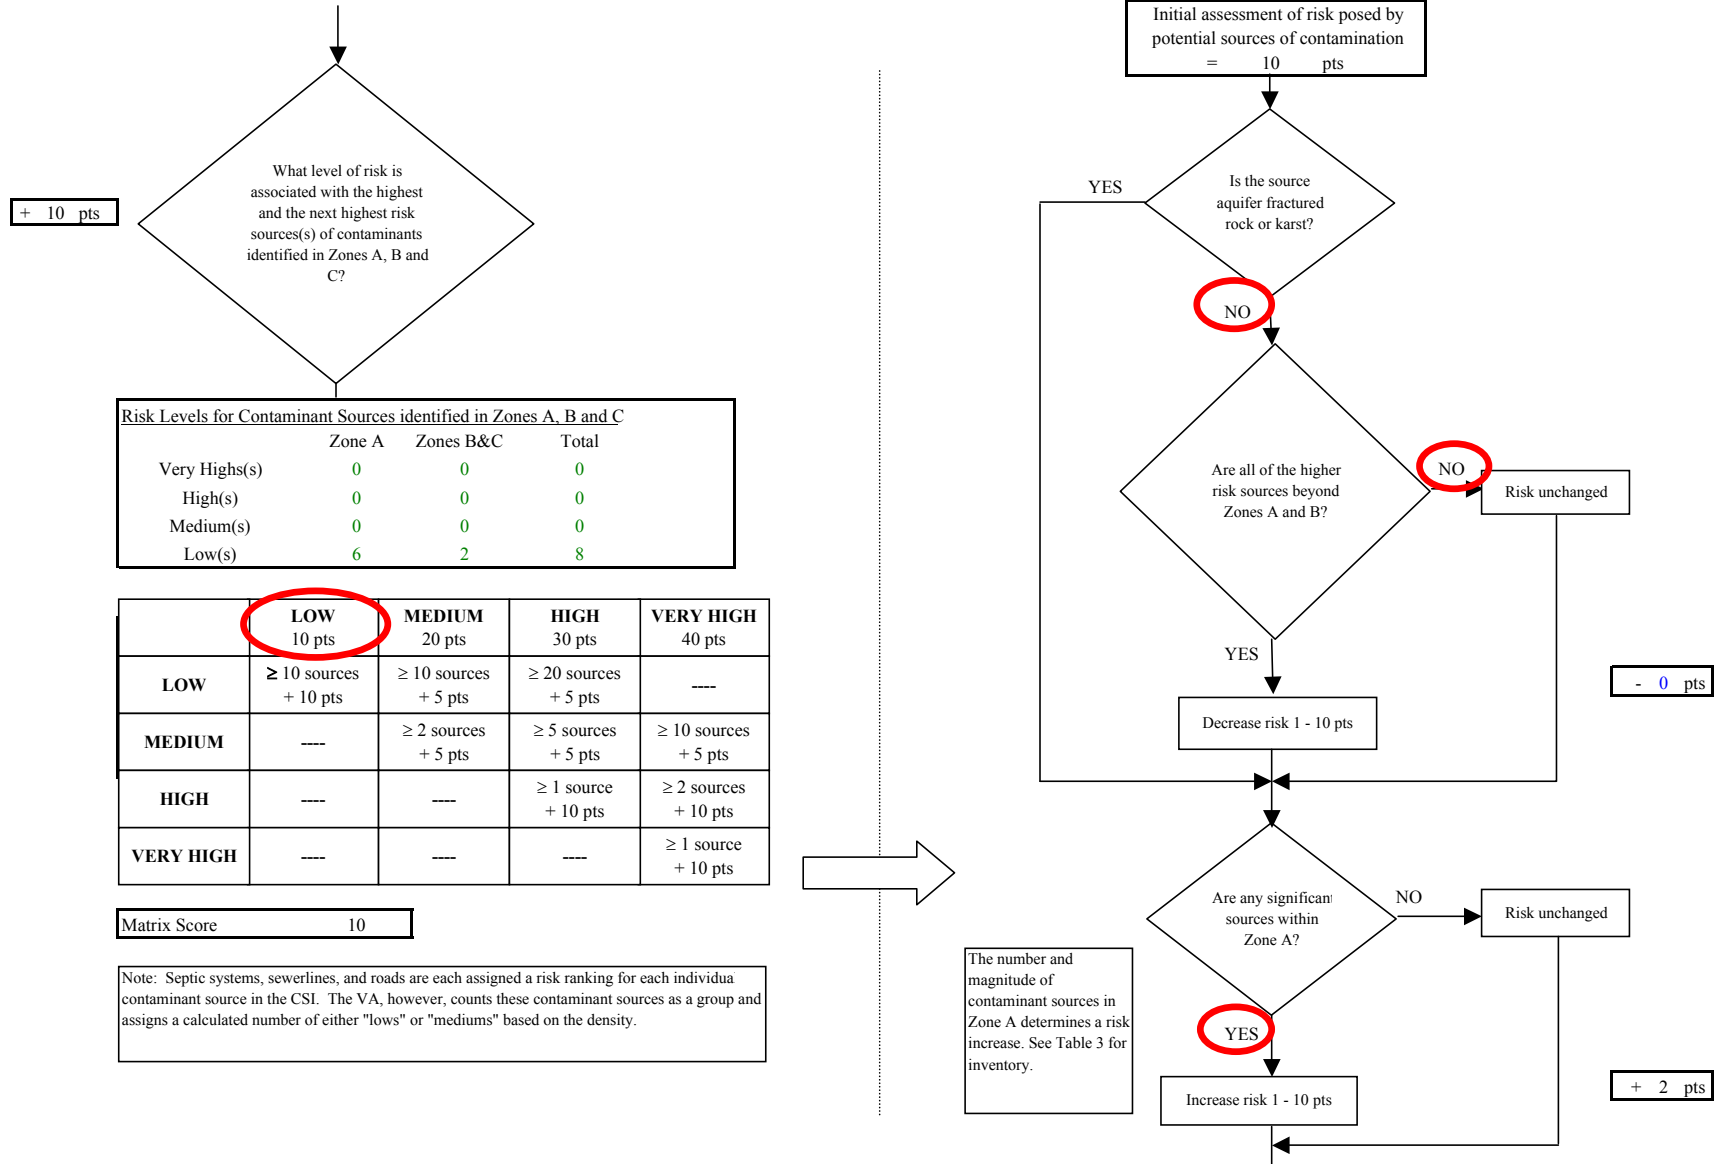 What level of risk is
associated with the highest
and the next highest risk
sources(s) of contaminants
identified in Zones A, B and
C?
+ 10 pts
Risk Levels for Contaminant Sources identified in Zones A, B and C
Zone A Zones B&C Total
Very Highs(s) 0 0 0
High(s) 0 0 0
Medium(s) 0 0 0
Low(s) 6 2 8
LOW MEDIUM HIGH VERY HIGH
10 pts 20 pts 30 pts 40 pts
LOW
≥ 10 sources ≥ 10 sources ≥ 20 sources ----
+ 10 pts + 5 pts + 5 pts
MEDIUM
---- ≥ 2 sources ≥ 5 sources ≥ 10 sources
+ 5 pts + 5 pts + 5 pts
HIGH
---- ---- ≥ 1 source ≥ 2 sources
+ 10 pts + 10 pts
VERY HIGH
---- ---- ---- ≥ 1 source
+ 10 pts
Matrix Score 10
Note: Septic systems, sewerlines, and roads are each assigned a risk ranking for each individua
contaminant source in the CSI. The VA, however, counts these contaminant sources as a group and
assigns a calculated number of either "lows" or "mediums" based on the density.
Initial assessment of risk posed by
potential sources of contamination
= 10 pts
Is the source
aquifer fractured
rock or karst?
YES
NO
Are all of the higher
risk sources beyond
Zones A and B?
NO
Risk unchanged
YES
- 0 pts
Decrease risk 1 - 10 pts
Are any significant
sources within
Zone A?
NO
Risk unchanged
The number and
magnitude of
contaminant sources in
Zone A determines a risk
increase. See Table 3 for
inventory.
YES
+ 2 pts
Increase risk 1 - 10 pts